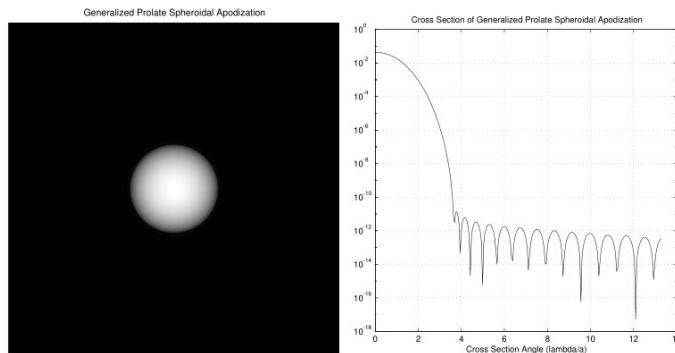 Generalized Prolate Spheroidal Apodization
Cross Section of Generalized Prolate Spheroidal Apodization
10^0
10^-2
10^-4
10^-6
10^-8
10^-10
10^-12
10^-14
10^-16
10^-18
0 2 4 6 8 10 12
Cross Section Angle (lambda/a)